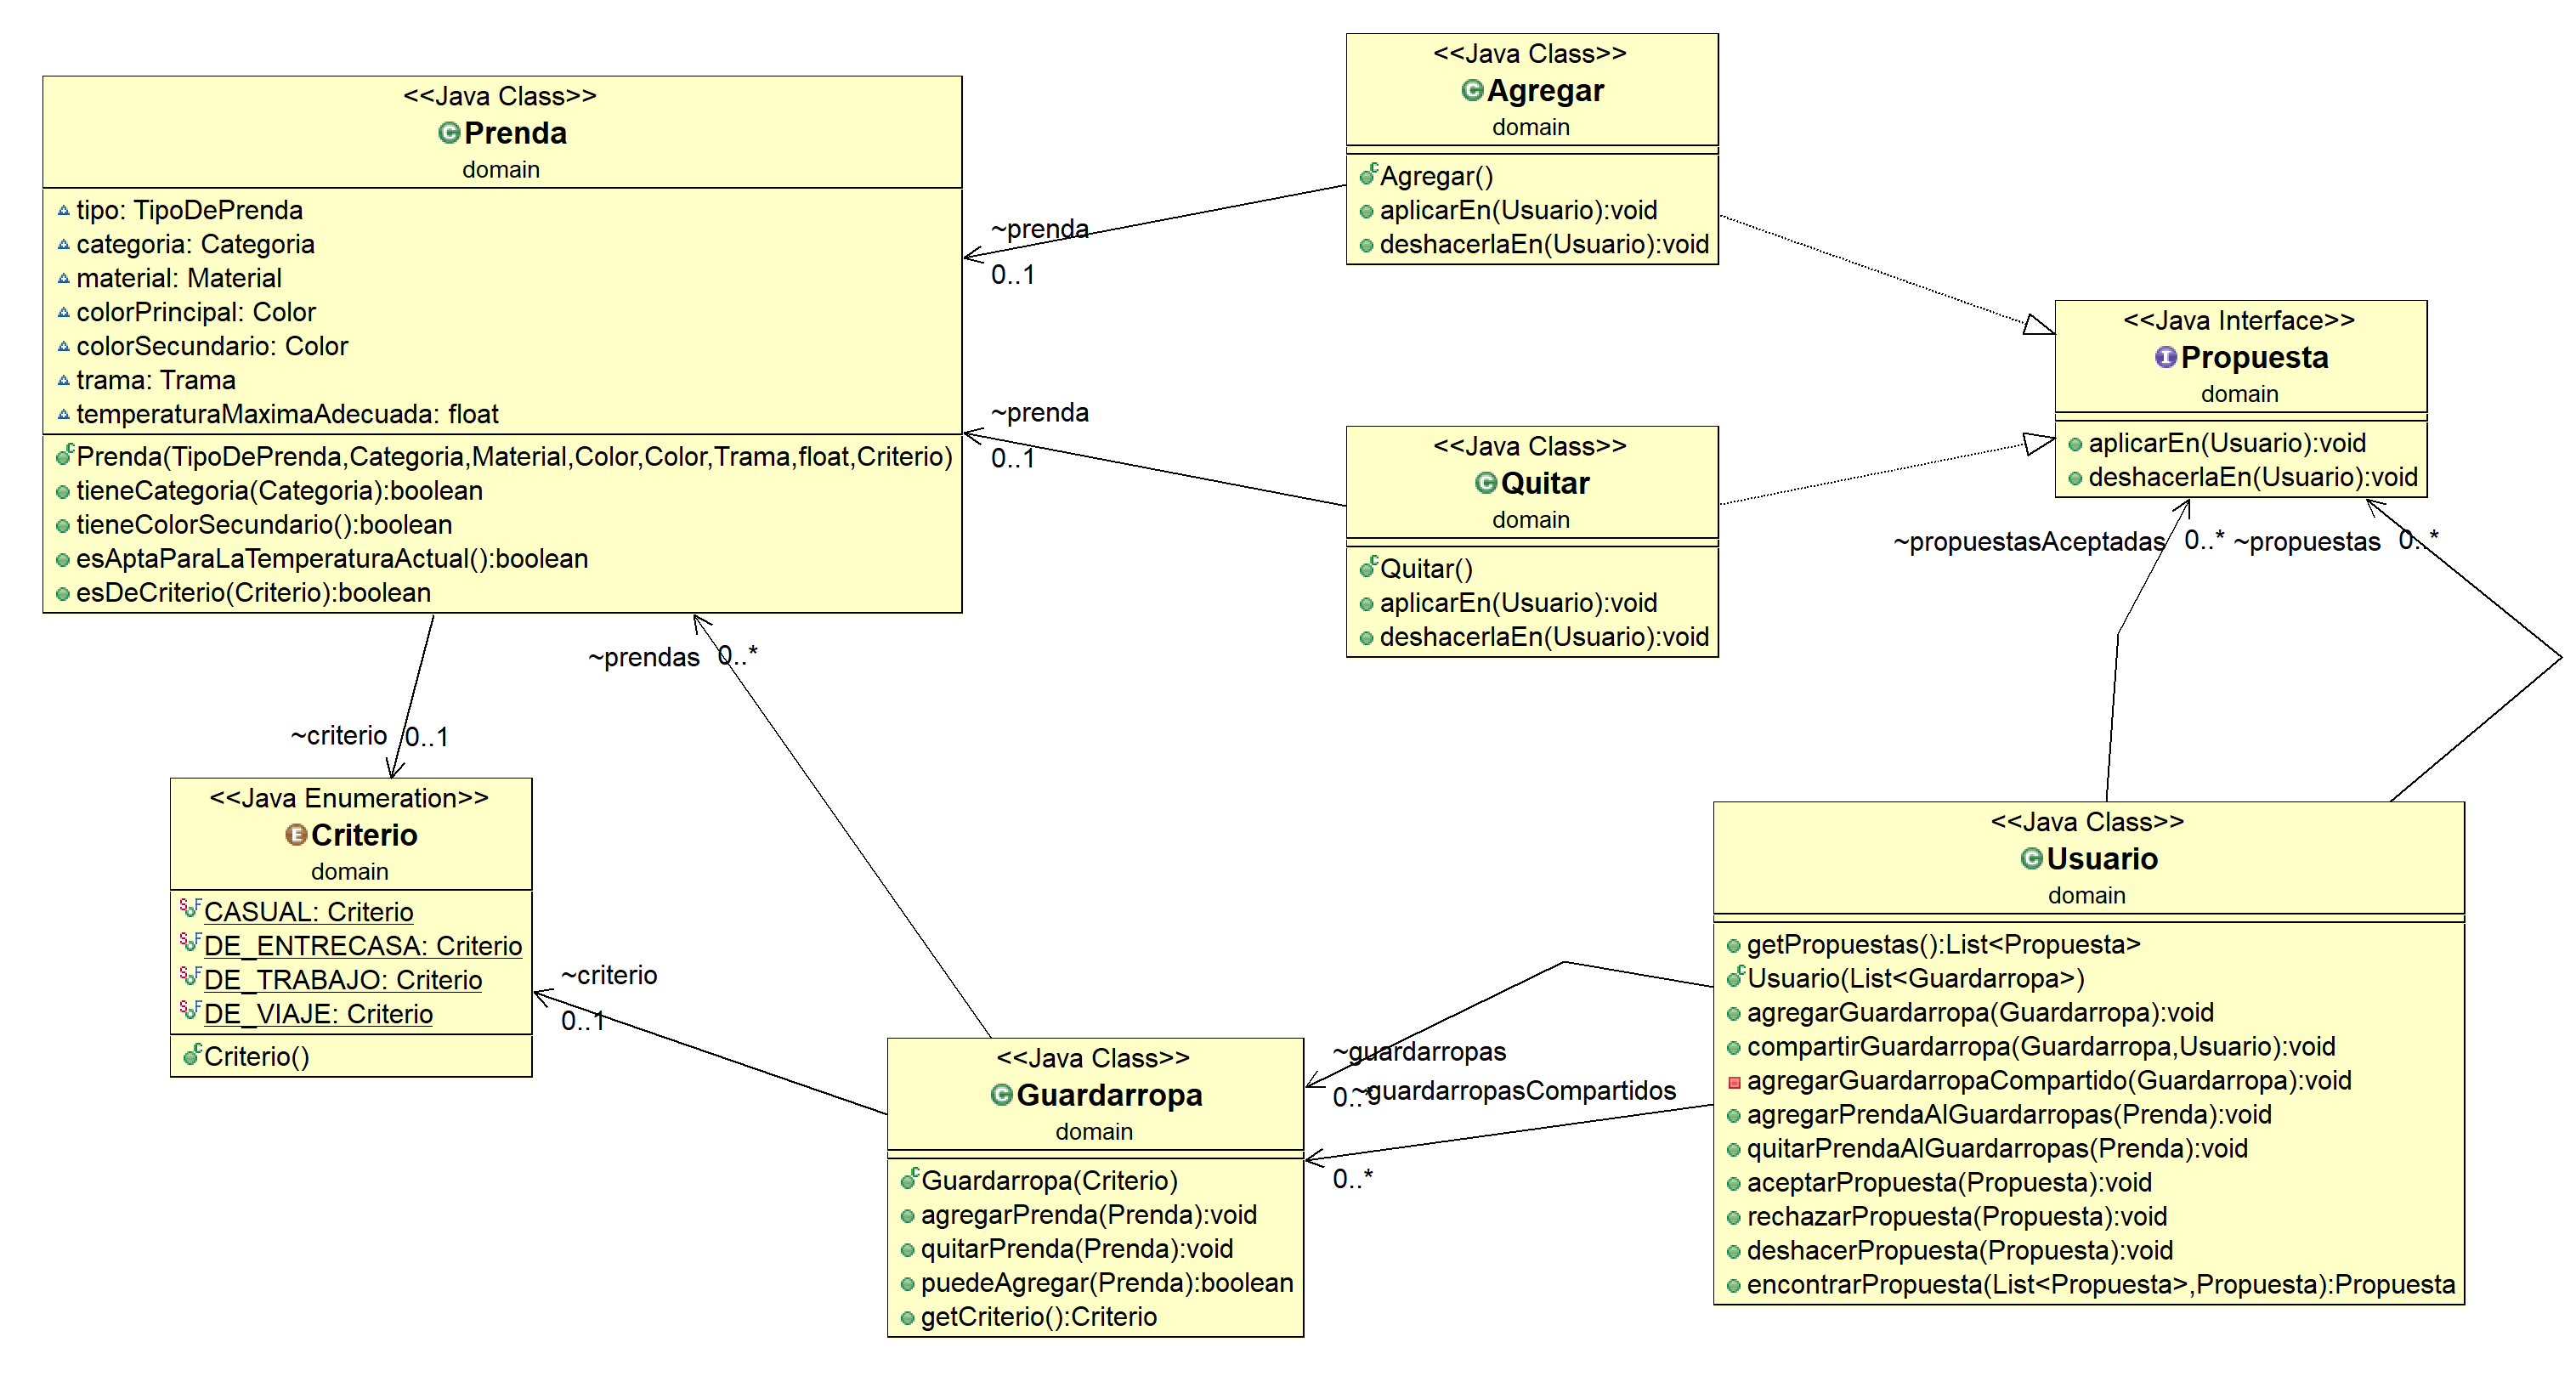 <<Java Class>>
Prenda
domain
tipo: TipoDePrenda
categoria: Categoria
material: Material
colorPrincipal: Color
colorSecundario: Color
trama: Trama
temperaturaMaximaAdecuada: float
Prenda(TipoDePrenda,Categoria,Material,Color,Color,Trama,float,Criterio)
tieneCategoria(Categoria):boolean
tieneColorSecundario():boolean
esAptaParaLaTemperaturaActual():boolean
esDeCriterio(Criterio):boolean
<<Java Class>>
Agregar
domain
Agregar()
aplicarEn(Usuario):void
deshacerlaEn(Usuario):void
~prenda
0..1
<<Java Interface>>
Propuesta
domain
aplicarEn(Usuario):void
deshacerlaEn(Usuario):void
~prenda
0..1
<<Java Class>>
Quitar
domain
Quitar()
aplicarEn(Usuario):void
deshacerlaEn(Usuario):void
~propuestasAceptadas 0..*
~propuestas 0..*
~prendas 0..*
~criterio 0..1
<<Java Enumeration>>
Criterio
domain
CASUAL: Criterio
DE_ENTRECASA: Criterio
DE_TRABAJO: Criterio
DE_VIAJE: Criterio
Criterio()
~criterio
0..1
<<Java Class>>
Guardarropa
domain
Guardarropa(Criterio)
agregarPrenda(Prenda):void
quitarPrenda(Prenda):void
puedeAgregar(Prenda):boolean
getCriterio():Criterio
~guardarropas
0..*
~guardarropasCompartidos
0..*
<<Java Class>>
Usuario
domain
getPropuestas():List<Propuesta>
Usuario(List<Guardarropa>)
agregarGuardarropa(Guardarropa):void
compartirGuardarropa(Guardarropa,Usuario):void
agregarGuardarropaCompartido(Guardarropa):void
agregarPrendaAlGuardarropas(Prenda):void
quitarPrendaAlGuardarropas(Prenda):void
aceptarPropuesta(Propuesta):void
rechazarPropuesta(Propuesta):void
deshacerPropuesta(Propuesta):void
encontrarPropuesta(List<Propuesta>,Propuesta):Propuesta